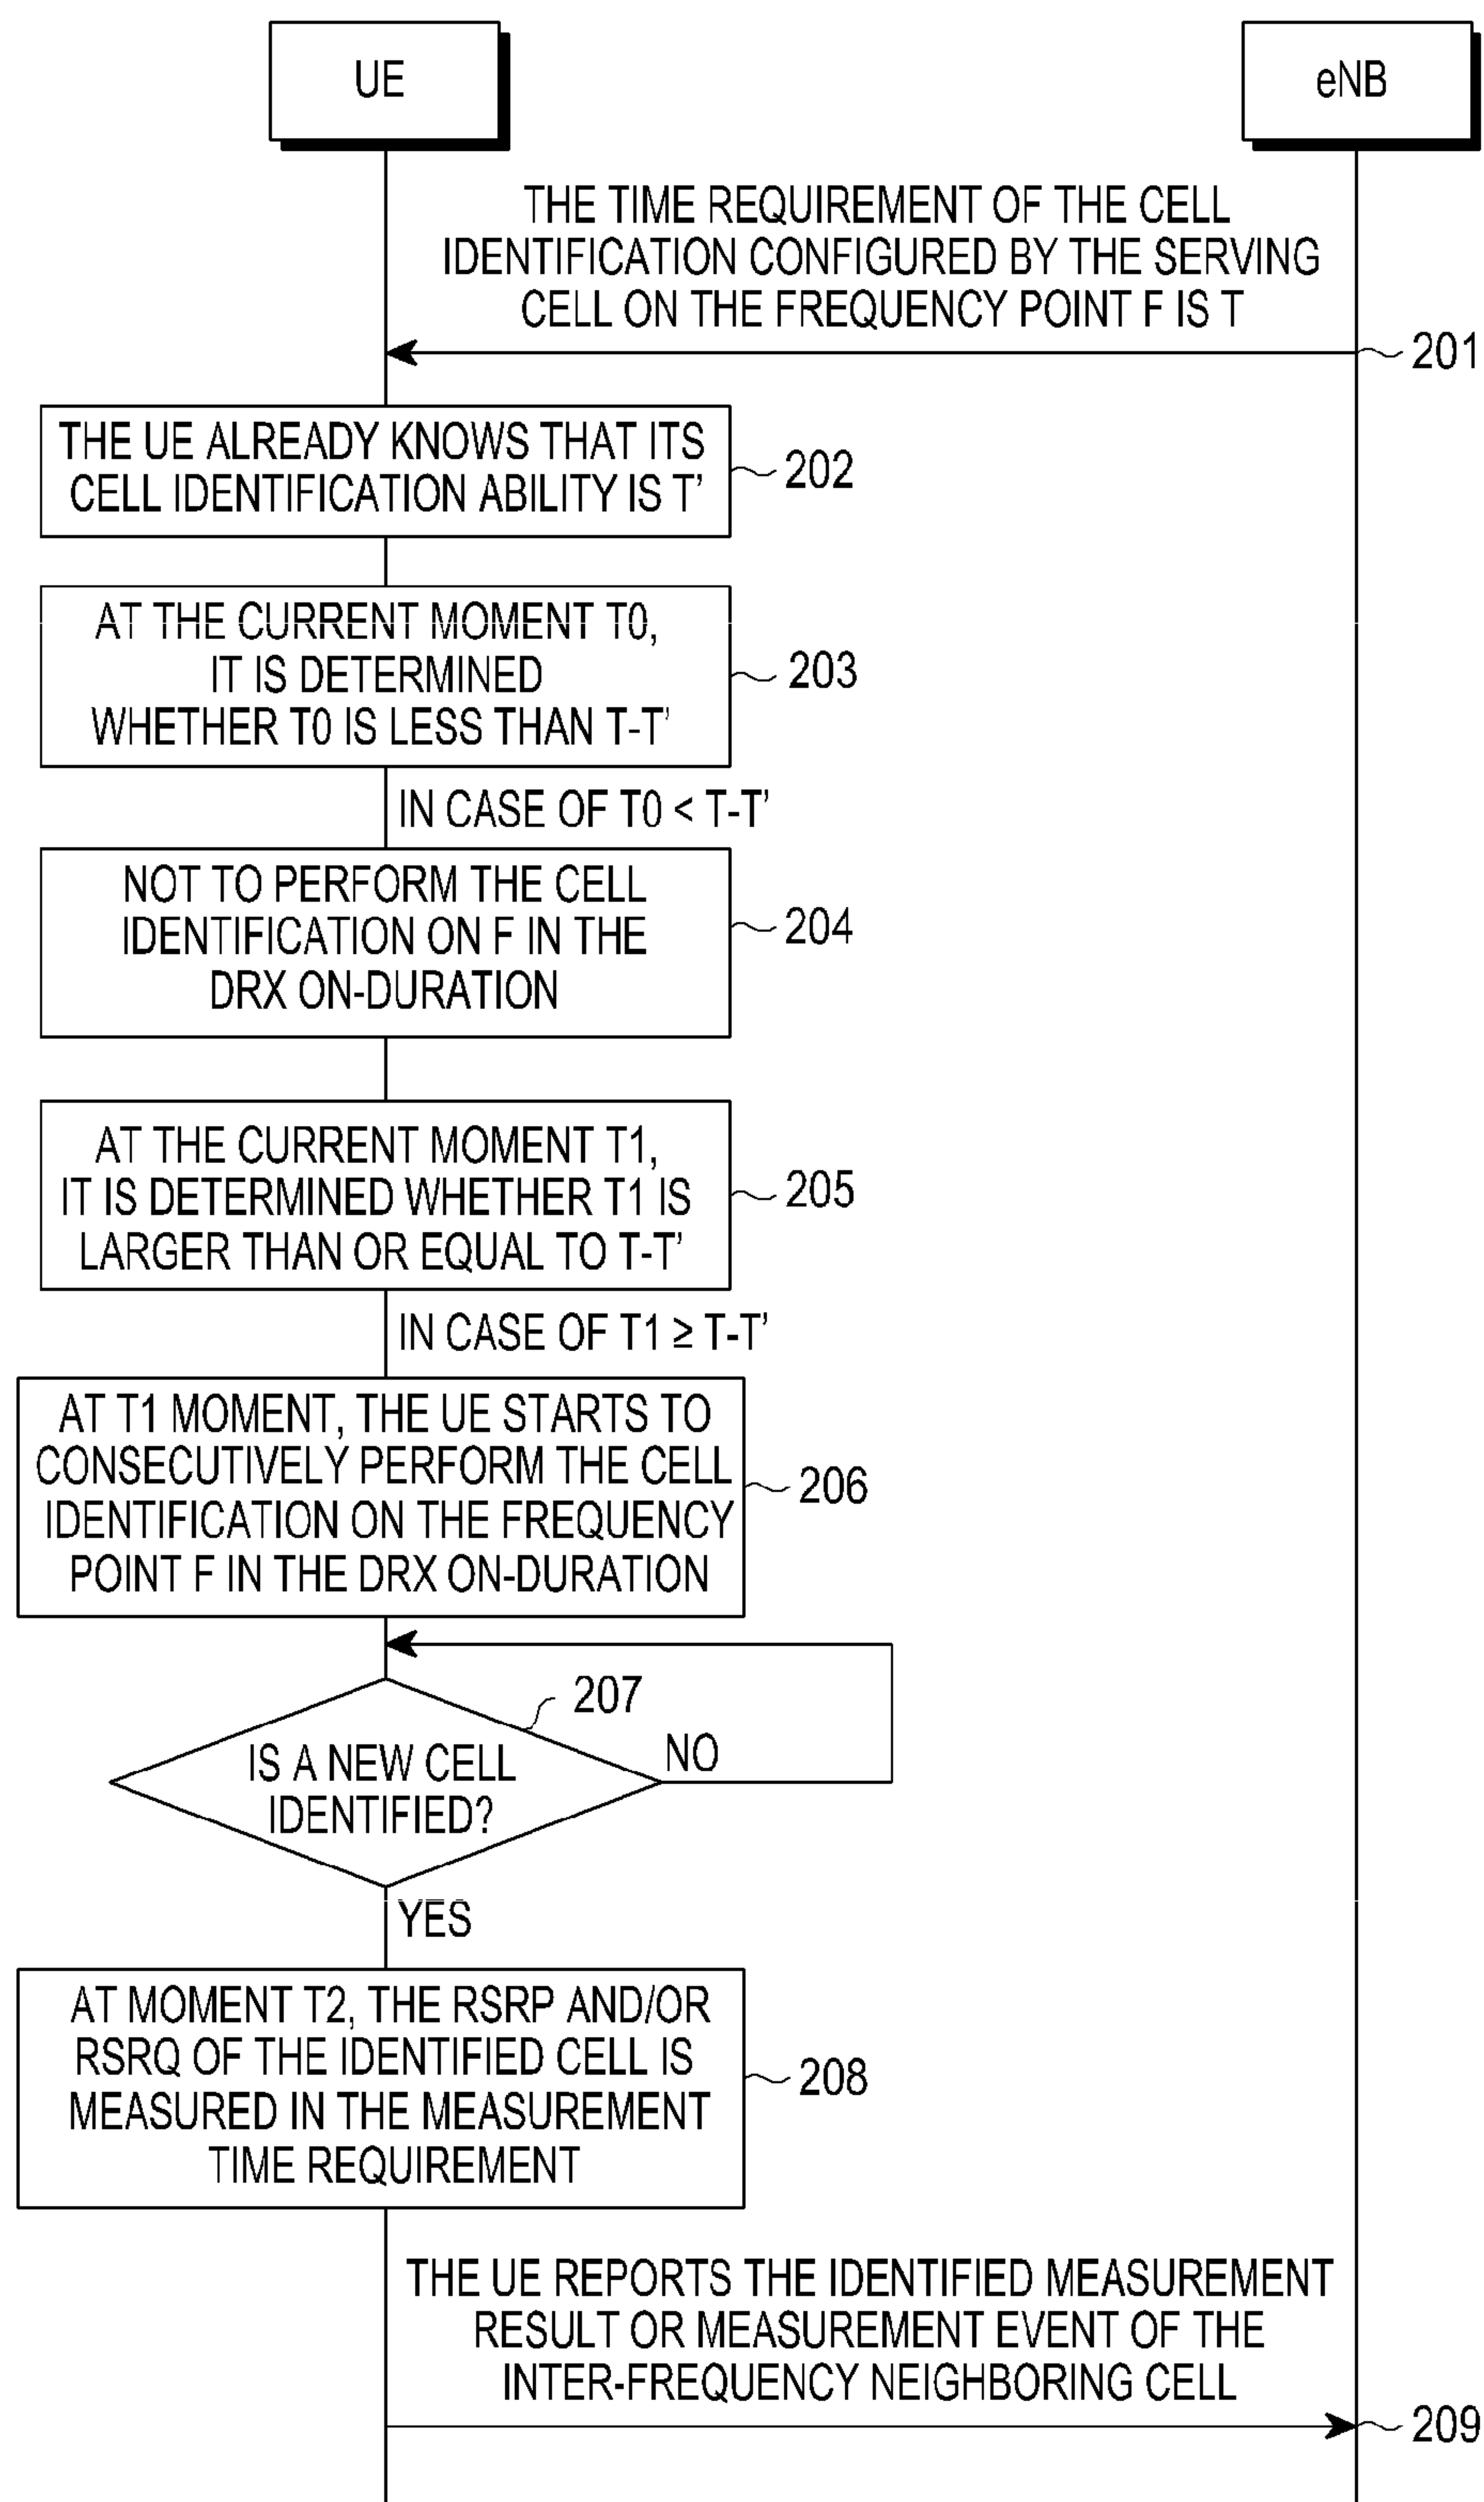 UE
eNB
THE TIME REQUIREMENT OF THE CELL
IDENTIFICATION CONFIGURED BY THE SERVING
CELL ON THE FREQUENCY POINT F IS T
201
THE UE ALREADY KNOWS THAT ITS
CELL IDENTIFICATION ABILITY IS T'
202
AT THE CURRENT MOMENT T0,
IT IS DETERMINED
WHETHER T0 IS LESS THAN T-T'
203
IN CASE OF T0 < T-T'
NOT TO PERFORM THE CELL
IDENTIFICATION ON F IN THE
DRX ON-DURATION
204
AT THE CURRENT MOMENT T1,
IT IS DETERMINED WHETHER T1 IS
LARGER THAN OR EQUAL TO T-T'
205
IN CASE OF T1 ≥ T-T'
AT T1 MOMENT, THE UE STARTS TO
CONSECUTIVELY PERFORM THE CELL
IDENTIFICATION ON THE FREQUENCY
POINT F IN THE DRX ON-DURATION
206
207
IS A NEW CELL
IDENTIFIED?
NO
YES
AT MOMENT T2, THE RSRP AND/OR
RSRQ OF THE IDENTIFIED CELL IS
MEASURED IN THE MEASUREMENT
TIME REQUIREMENT
208
THE UE REPORTS THE IDENTIFIED MEASUREMENT
RESULT OR MEASUREMENT EVENT OF THE
INTER-FREQUENCY NEIGHBORING CELL
209